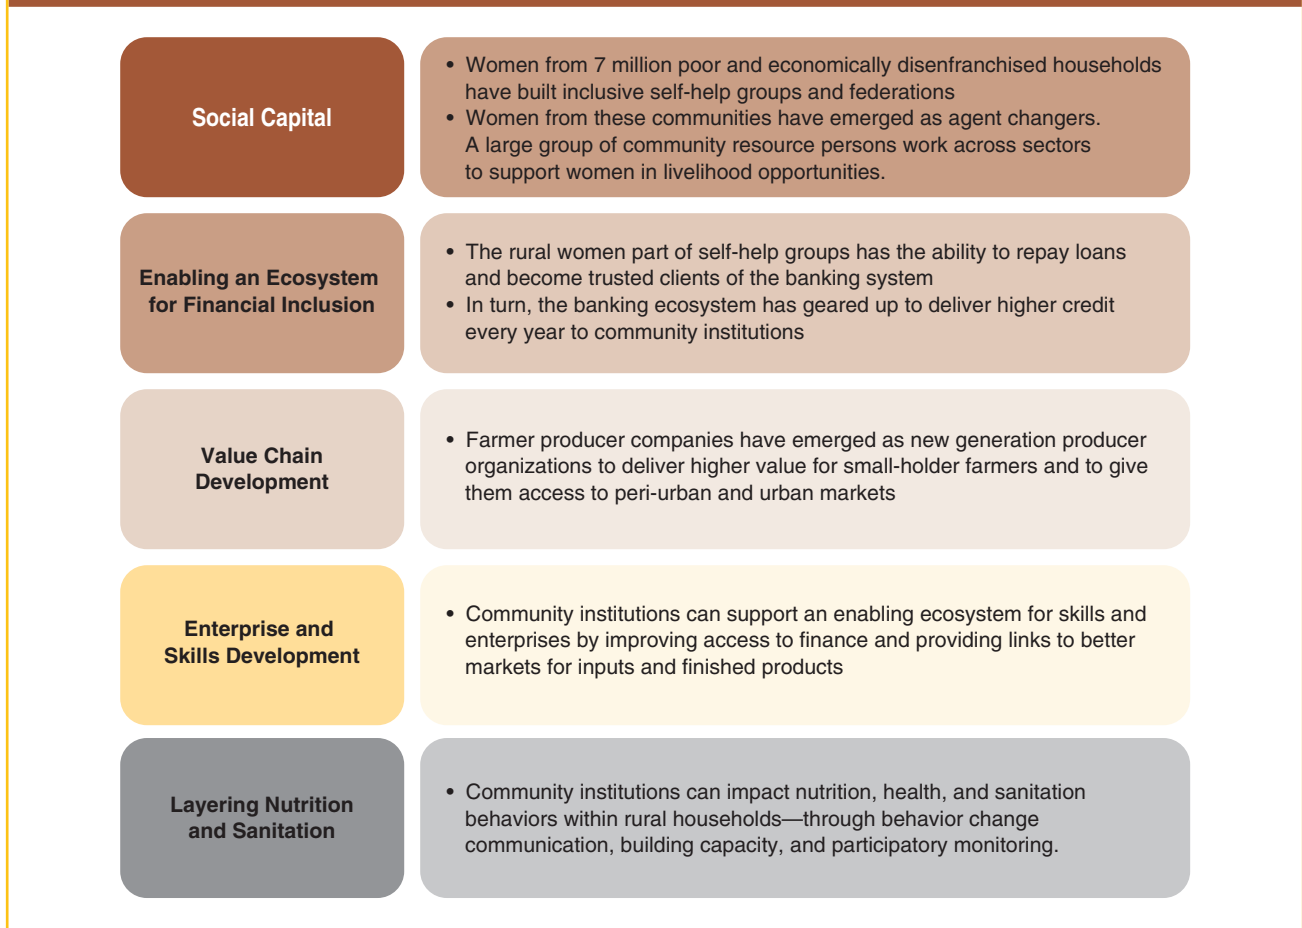 Social Capital
• Women from 7 million poor and economically disenfranchised households
have built inclusive self-help groups and federations
• Women from these communities have emerged as agent changers.
A large group of community resource persons work across sectors
to support women in livelihood opportunities.
Enabling an Ecosystem
for Financial Inclusion
• The rural women part of self-help groups has the ability to repay loans
and become trusted clients of the banking system
• In turn, the banking ecosystem has geared up to deliver higher credit
every year to community institutions
Value Chain
Development
• Farmer producer companies have emerged as new generation producer
organizations to deliver higher value for small-holder farmers and to give
them access to peri-urban and urban markets
Enterprise and
Skills Development
• Community institutions can support an enabling ecosystem for skills and
enterprises by improving access to finance and providing links to better
markets for inputs and finished products
Layering Nutrition
and Sanitation
• Community institutions can impact nutrition, health, and sanitation
behaviors within rural households—through behavior change
communication, building capacity, and participatory monitoring.